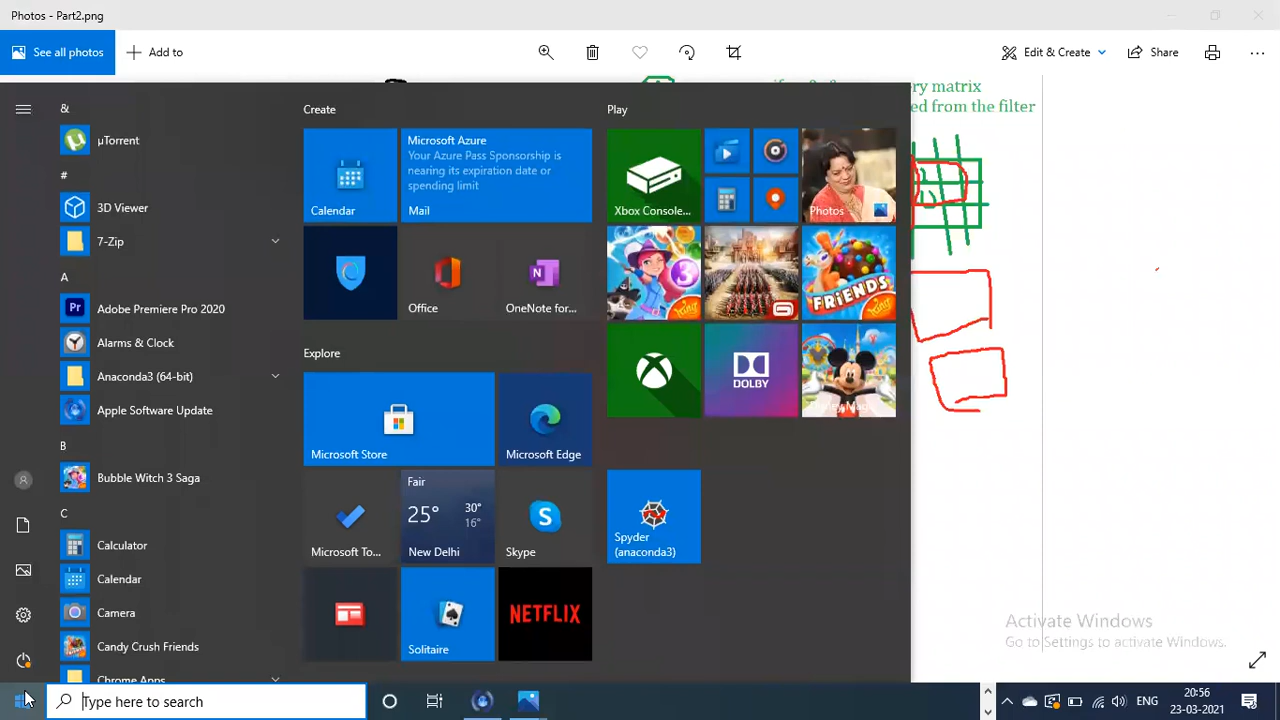 Photos - Part2.png
See all photos
Add to
Edit & Create
Share
ry matrix
ed from the filter
&
µTorrent
#
3D Viewer
7-Zip
A
Adobe Premiere Pro 2020
Pr
Alarms & Clock
Anaconda3 (64-bit)
Apple Software Update
B
Bubble Witch 3 Saga
C
Calculator
Calendar
Camera
Candy Crush Friends
Chrome Apps
Create
Calendar
Microsoft Azure
Your Azure Pass Sponsorship is
nearing its expiration date or
spending limit
Mail
Office
OneNote for...
Explore
Microsoft Store
Microsoft Edge
Microsoft To...
Fair
25°
30°
16°
New Delhi
Skype
Solitaire
NETFLIX
Play
Xbox Console...
Photos
3
King
FRIENDS
King
DOLBY
Spyder
(anaconda3)
Activate Windows
Go to Settings to activate Windows.
Type here to search
ENG
20:56
23-03-2021